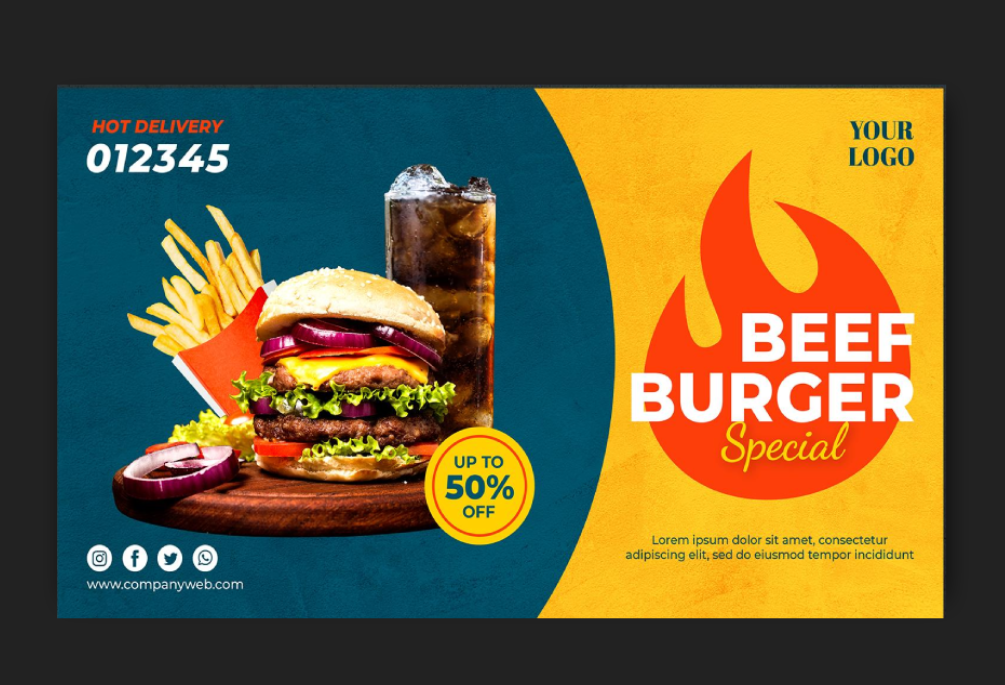 HOT DELIVERY
012345
YOUR
LOGO
BEEF
BURGER
Special
UP TO
50%
OFF
Lorem ipsum dolor sit amet, consectetur
adipiscing elit, sed do eiusmod tempor incididunt
www.companyweb.com